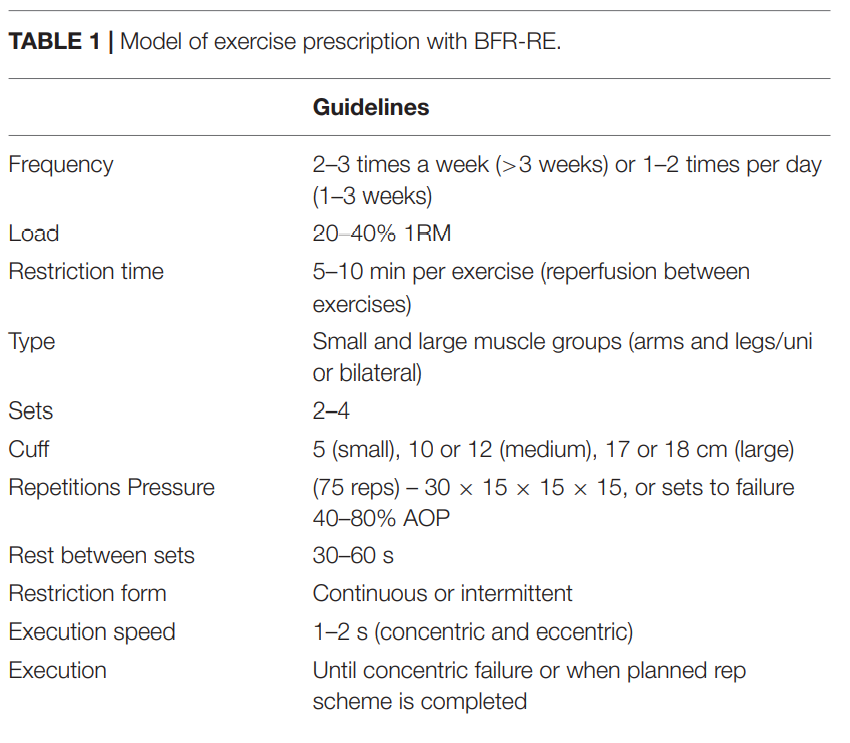 TABLE 1 | Model of exercise prescription with BFR-RE.
Guidelines
Frequency 2–3 times a week (>3 weeks) or 1–2 times per day
(1–3 weeks)
Load 20–40% 1RM
Restriction time 5–10 min per exercise (reperfusion between
exercises)
Type Small and large muscle groups (arms and legs/uni
or bilateral)
Sets 2–4
Cuff 5 (small), 10 or 12 (medium), 17 or 18 cm (large)
Repetitions Pressure (75 reps) – 30 × 15 × 15 × 15, or sets to failure
40–80% AOP
Rest between sets 30–60 s
Restriction form Continuous or intermittent
Execution speed 1–2 s (concentric and eccentric)
Execution Until concentric failure or when planned rep
scheme is completed